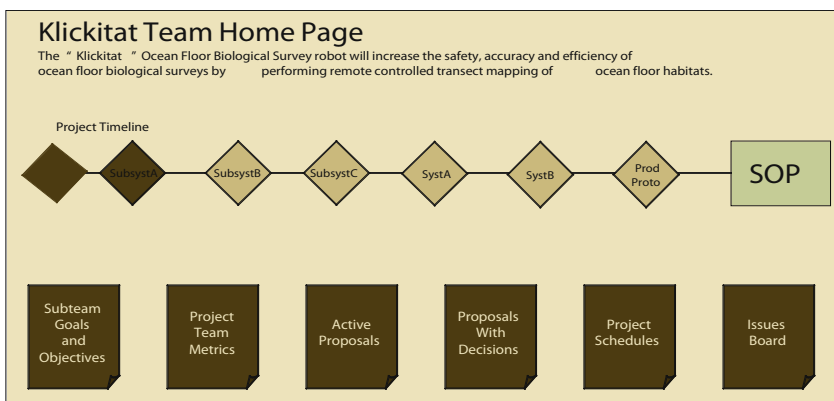 Klickitat Team Home Page
The “ Klickitat ” Ocean Floor Biological Survey robot will increase the safety, accuracy and efficiency of
ocean floor biological surveys by performing remote controlled transect mapping of ocean floor habitats.
Project Timeline
SubsystA
SubsystB
SubsystC
SystA
SystB
Prod
Proto
SOP
Subteam
Goals
and
Objectives
Project
Team
Metrics
Active
Proposals
Proposals
With
Decisions
Project
Schedules
Issues
Board